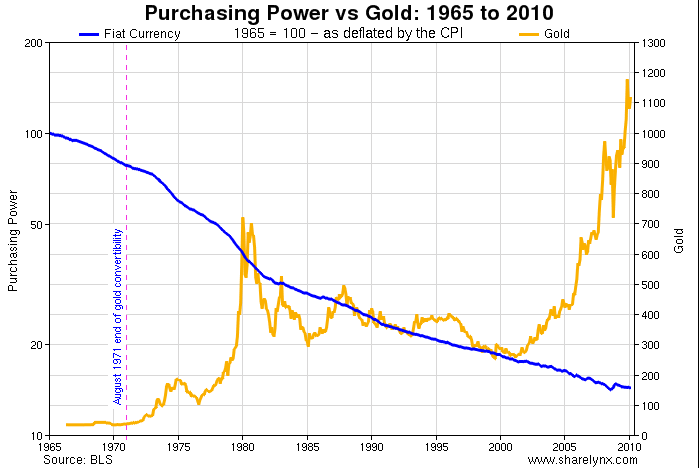 Purchasing Power vs Gold: 1965 to 2010
Fiat Currency 1965 = 100 – as deflated by the CPI Gold
200
100
50
20
10
Purchasing Power
1300
1200
1100
1000
900
800
700
600
500
400
300
200
100
0
Gold
August 1971 end of gold convertibility
1965 1970 1975 1980 1985 1990 1995 2000 2005 2010
Source: BLS www.sharelynx.com